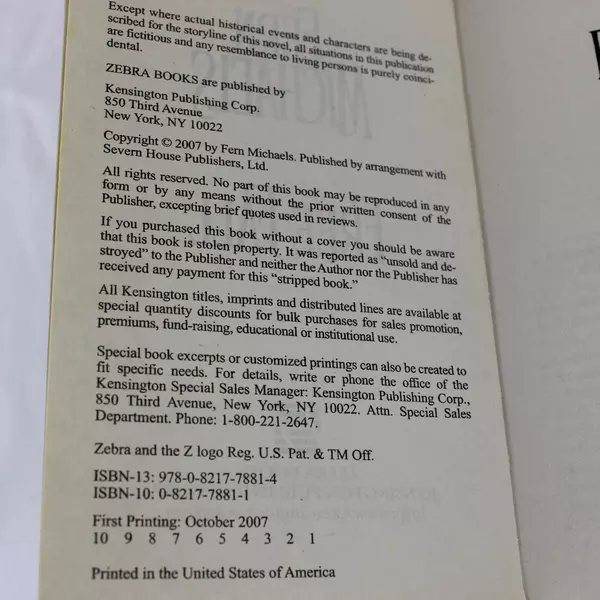 Except where actual historical events and characters are being de-
scribed for the storyline of this novel, all situations in this publication
are fictitious and any resemblance to living persons is purely coinci-
dental.
ZEBRA BOOKS are published by
Kensington Publishing Corp.
850 Third Avenue
New York, NY 10022
Copyright © 2007 by Fern Michaels. Published by arrangement with
Severn House Publishers, Ltd.
All rights reserved. No part of this book may be reproduced in any
form or by any means without the prior written consent of the
Publisher, excepting brief quotes used in reviews.
If you purchased this book without a cover you should be aware
that this book is stolen property. It was reported as “unsold and de-
stroyed” to the Publisher and neither the Author nor the Publisher has
received any payment for this “stripped book.”
All Kensington titles, imprints and distributed lines are available at
special quantity discounts for bulk purchases for sales promotion,
premiums, fund-raising, educational or institutional use.
Special book excerpts or customized printings can also be created to
fit specific needs. For details, write or phone the office of the
Kensington Special Sales Manager: Kensington Publishing Corp.,
850 Third Avenue, New York, NY 10022. Attn. Special Sales
Department. Phone: 1-800-221-2647.
Zebra and the Z logo Reg. U.S. Pat. & TM Off.
ISBN-13: 978-0-8217-7881-4
ISBN-10: 0-8217-7881-1
First Printing: October 2007
10 9 8 7 6 5 4 3 2 1
Printed in the United States of America